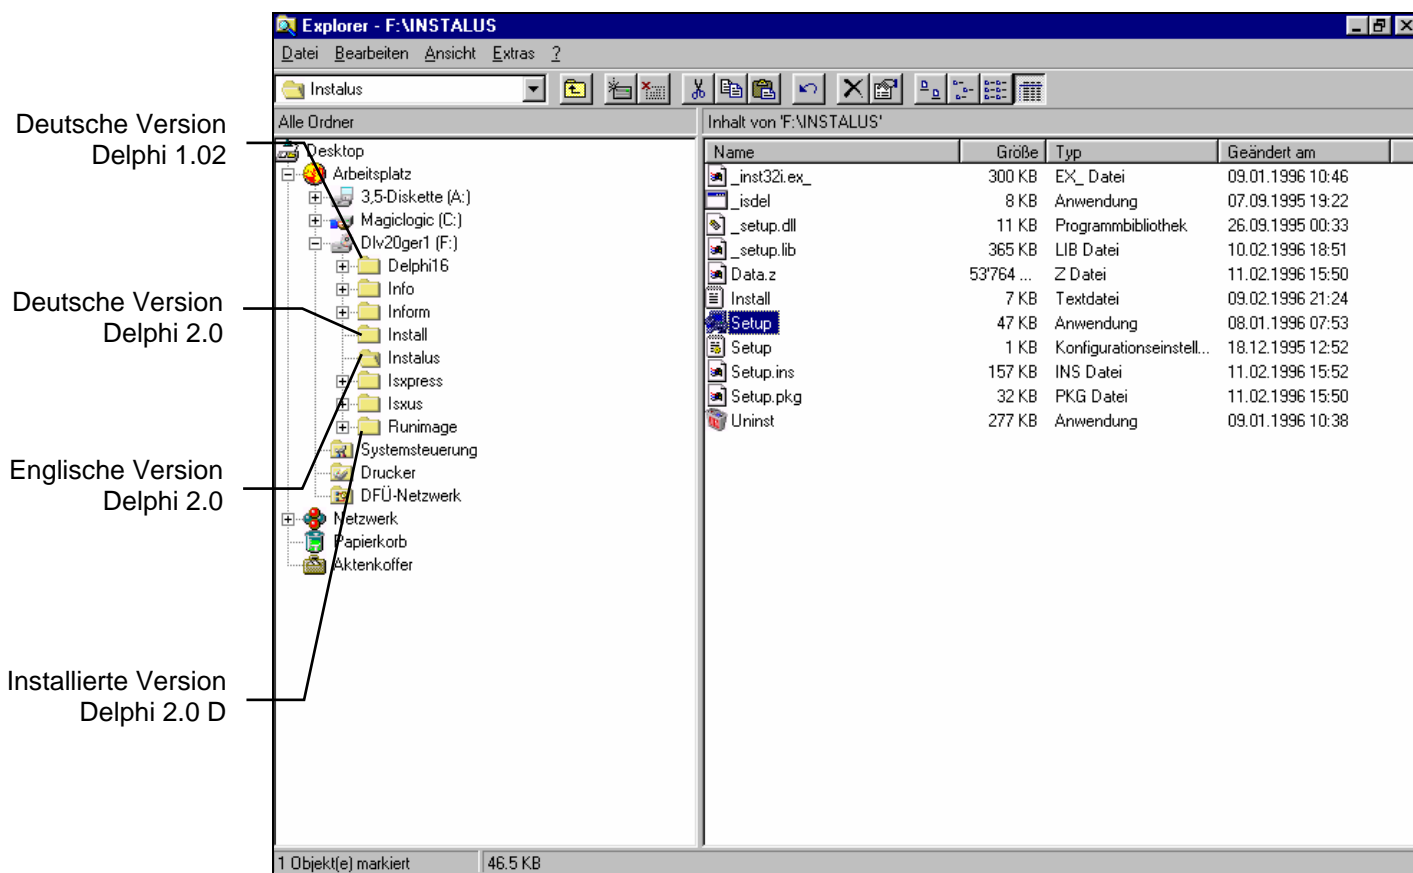 Explorer - F:\INSTALUS
Datei Bearbeiten Ansicht Extras ?
Instalus
Alle Ordner
Inhalt von 'F:\INSTALUS'
Deutsche Version
Delphi 1.02
Deutsche Version
Delphi 2.0
Englische Version
Delphi 2.0
Installierte Version
Delphi 2.0 D
Desktop
Arbeitsplatz
3,5-Diskette (A:)
Magiclogic (C:)
Dlv20ger1 (F:)
Delphi16
Info
Inform
Install
Instalus
Isxpress
Isxus
Runimage
Systemsteuerung
Drucker
DFÜ-Netzwerk
Netzwerk
Papierkorb
Aktenkoffer
Name Größe Typ Geändert am
_inst32i.ex_ 300 KB EX_ Datei 09.01.1996 10:46
_isdel 8 KB Anwendung 07.09.1995 19:22
_setup.dll 11 KB Programmbibliothek 26.09.1995 00:33
_setup.lib 365 KB LIB Datei 10.02.1996 18:51
Data.z 53'764 ... Z Datei 11.02.1996 15:50
Install 7 KB Textdatei 09.02.1996 21:24
Setup 47 KB Anwendung 08.01.1996 07:53
Setup 1 KB Konfigurationseinstell... 18.12.1995 12:52
Setup.ins 157 KB INS Datei 11.02.1996 15:52
Setup.pkg 32 KB PKG Datei 11.02.1996 15:50
Uninst 277 KB Anwendung 09.01.1996 10:38
1 Objekt(e) markiert 46.5 KB